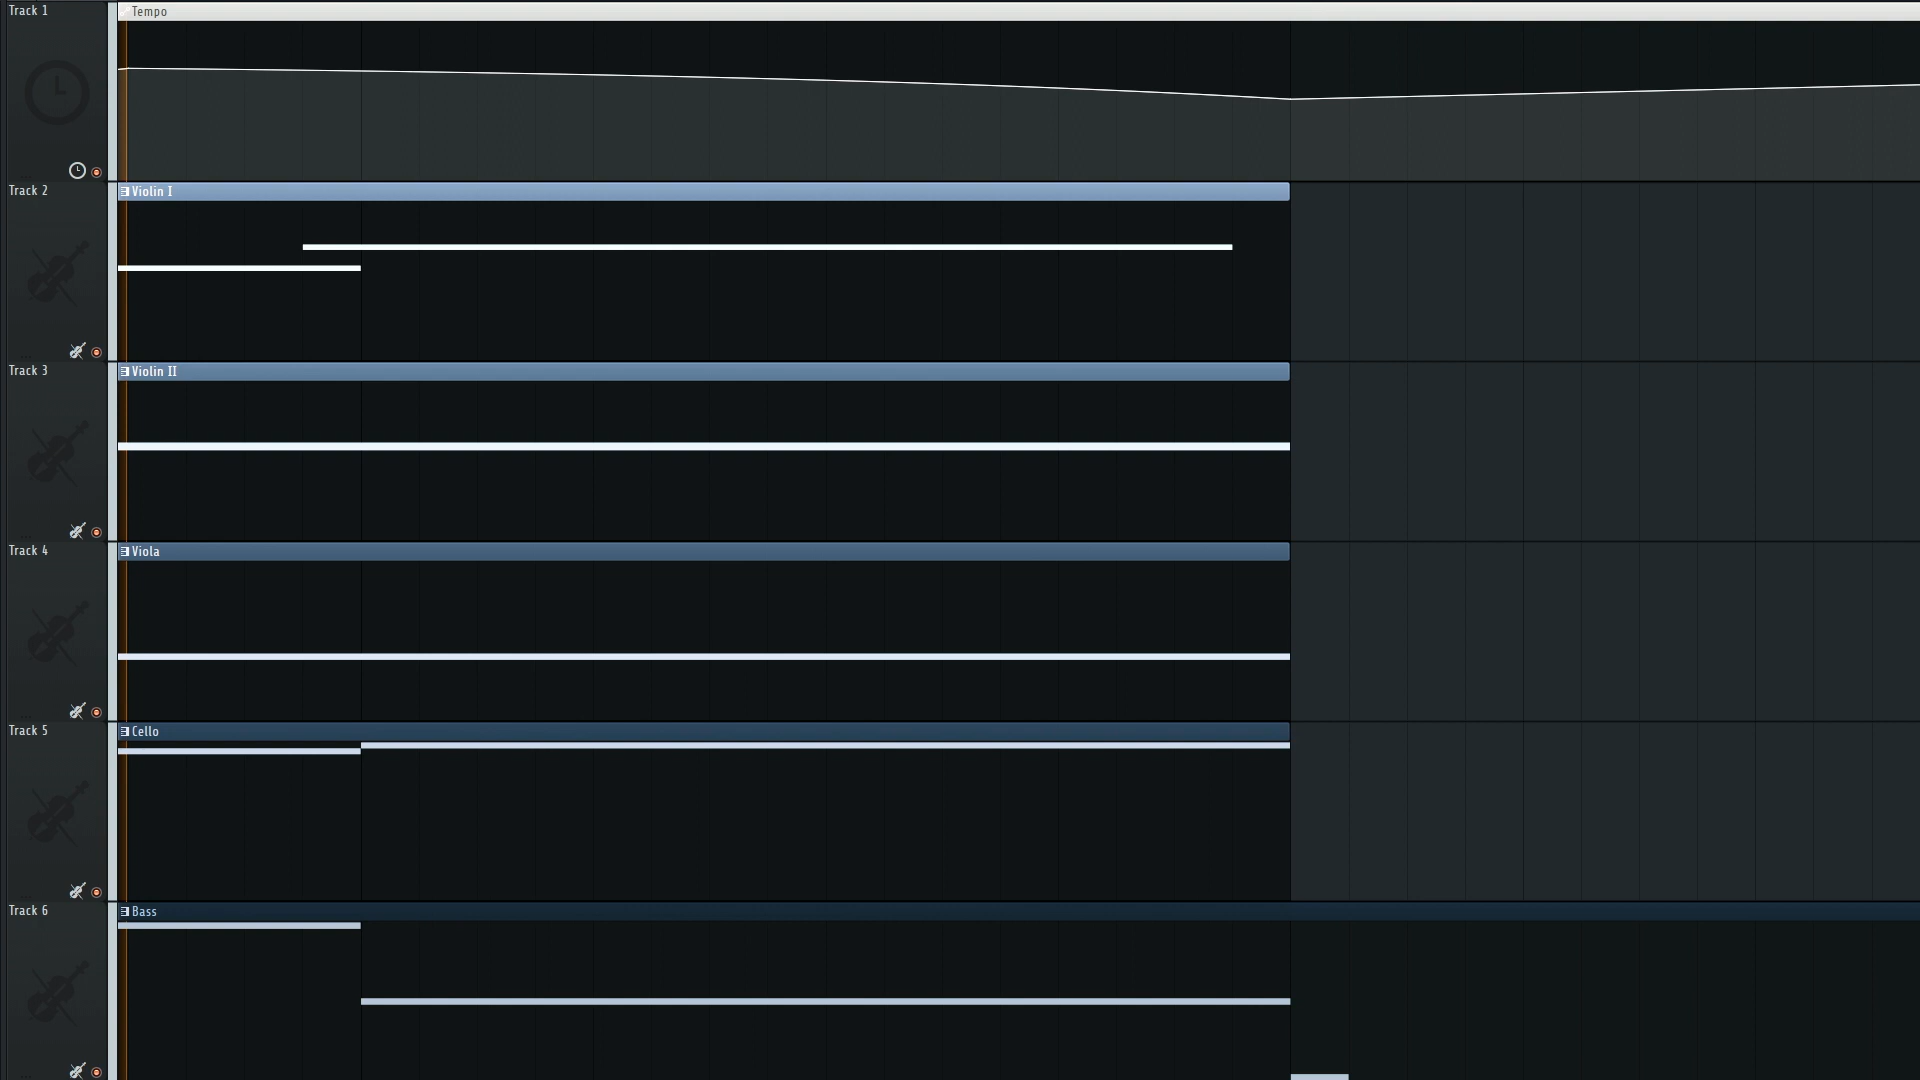 Track 1
Tempo
Track 2
Violin I
Track 3
Violin II
Track 4
Viola
Track 5
Cello
Track 6
Bass